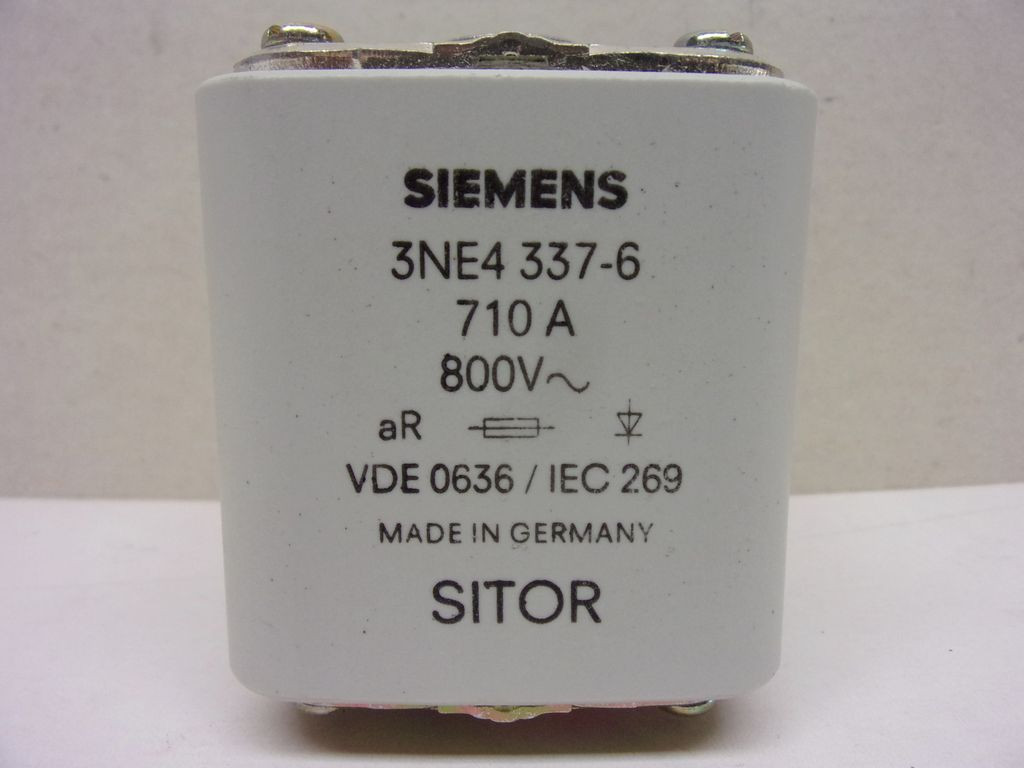 SIEMENS
3NE4 337-6
710 A
800V~
aR
VDE 0636 / IEC 269
MADE IN GERMANY
SITOR